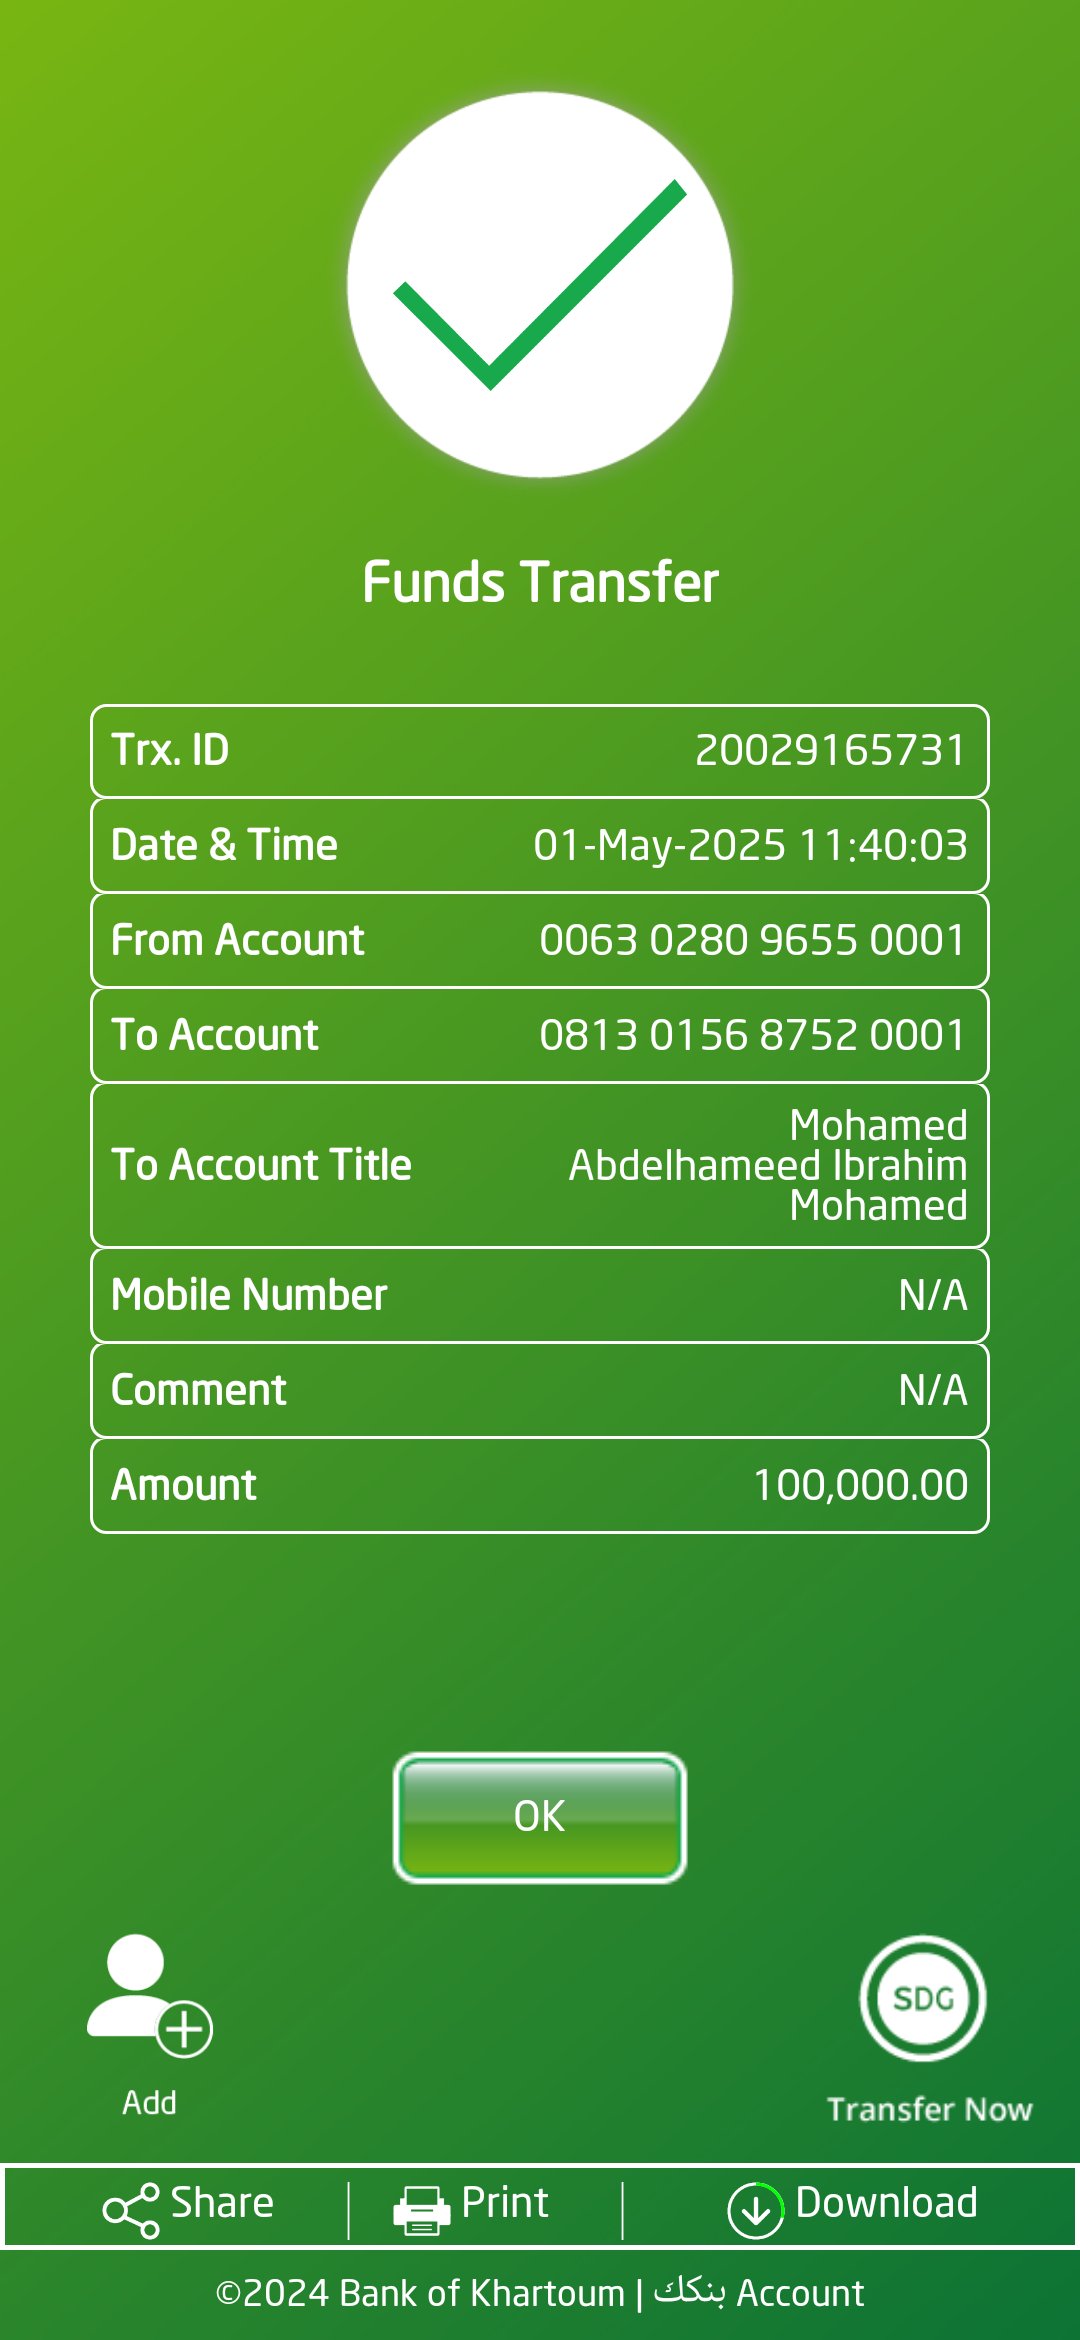 Funds Transfer
Trx. ID 20029165731
Date & Time 01-May-2025 11:40:03
From Account 0063 0280 9655 0001
To Account 0813 0156 8752 0001
To Account Title Mohamed
Abdelhameed Ibrahim
Mohamed
Mobile Number N/A
Comment N/A
Amount 100,000.00
OK
SDG
Add
Transfer Now
Share Print Download
©2024 Bank of Khartoum | بنكك Account